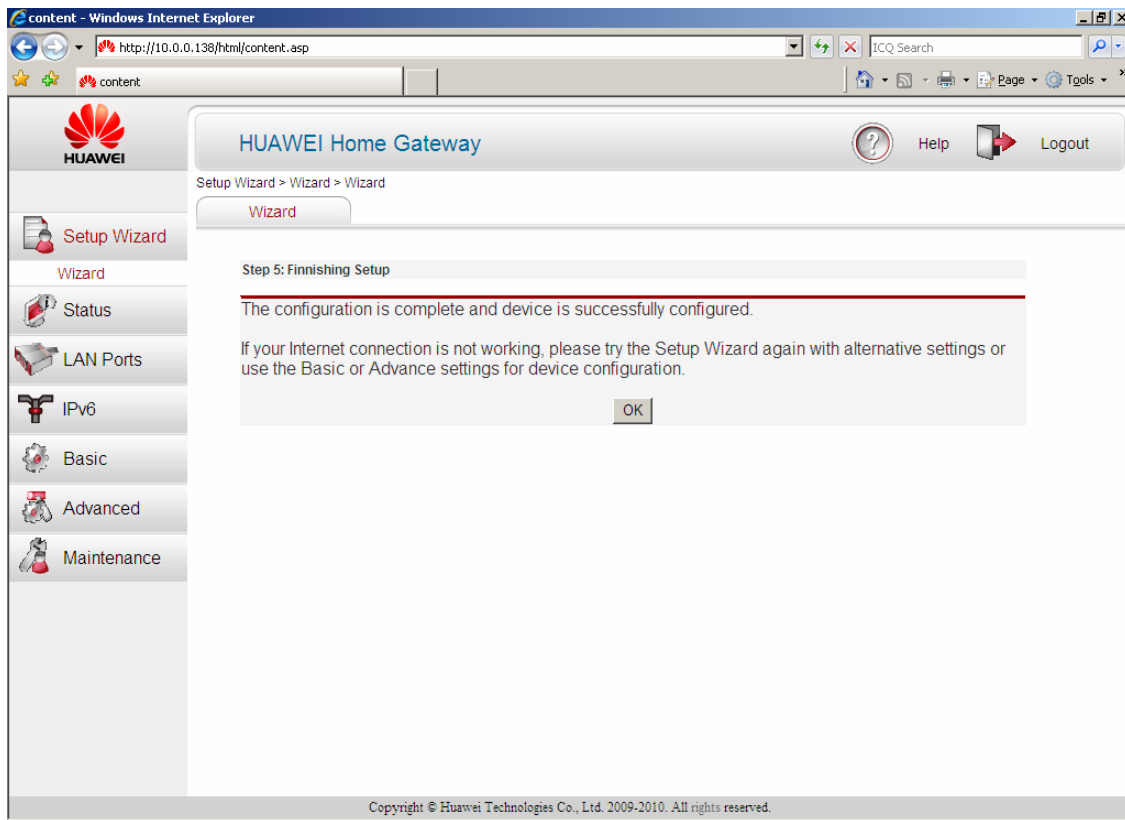 content - Windows Internet Explorer
http://10.0.0.138/html/content.asp
ICQ Search
content
Page
Tools
»
HUAWEI
HUAWEI Home Gateway
? Help
Logout
Setup Wizard > Wizard > Wizard
Wizard
Setup Wizard
Wizard
Status
LAN Ports
IPv6
Basic
Advanced
Maintenance
Step 5: Finnishing Setup
The configuration is complete and device is successfully configured.
If your Internet connection is not working, please try the Setup Wizard again with alternative settings or
use the Basic or Advance settings for device configuration.
OK
Copyright © Huawei Technologies Co., Ltd. 2009-2010. All rights reserved.